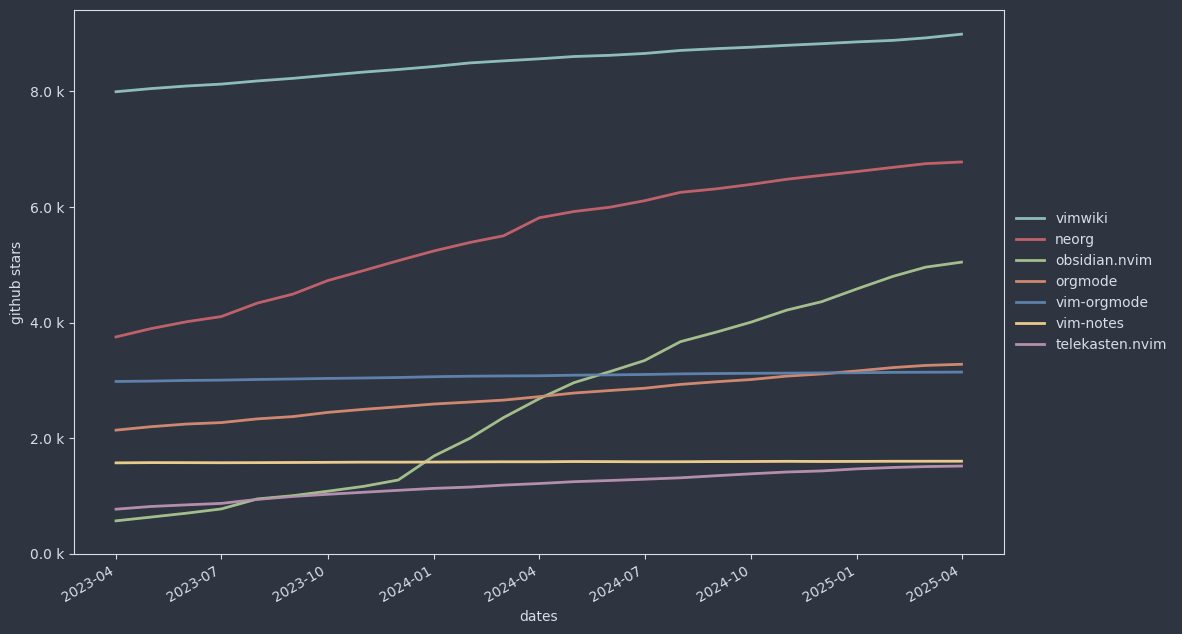 8.0 k
6.0 k
4.0 k
2.0 k
0.0 k
github stars
2023-04
2023-07
2023-10
2024-01
2024-04
2024-07
2024-10
2025-01
2025-04
dates
vimwiki
neorg
obsidian.nvim
orgmode
vim-orgmode
vim-notes
telekasten.nvim